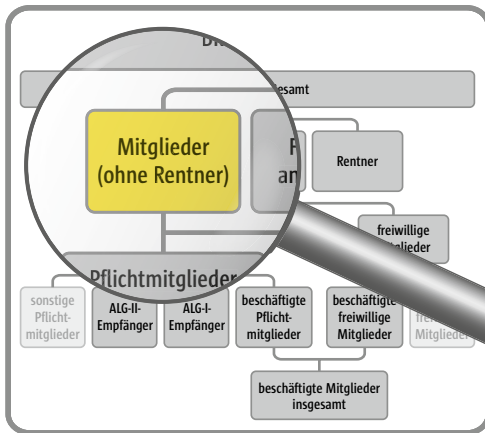 gesamt
Mitglieder
(ohne Rentner)
Rentner
freiwillige
Mitglieder
Pflichtmitglieder
sonstige
Pflicht-
mitglieder
ALG-II-
Empfänger
ALG-I-
Empfänger
beschäftigte
Pflicht-
mitglieder
beschäftigte
freiwillige
Mitglieder
Mitglieder
beschäftigte Mitglieder
insgesamt